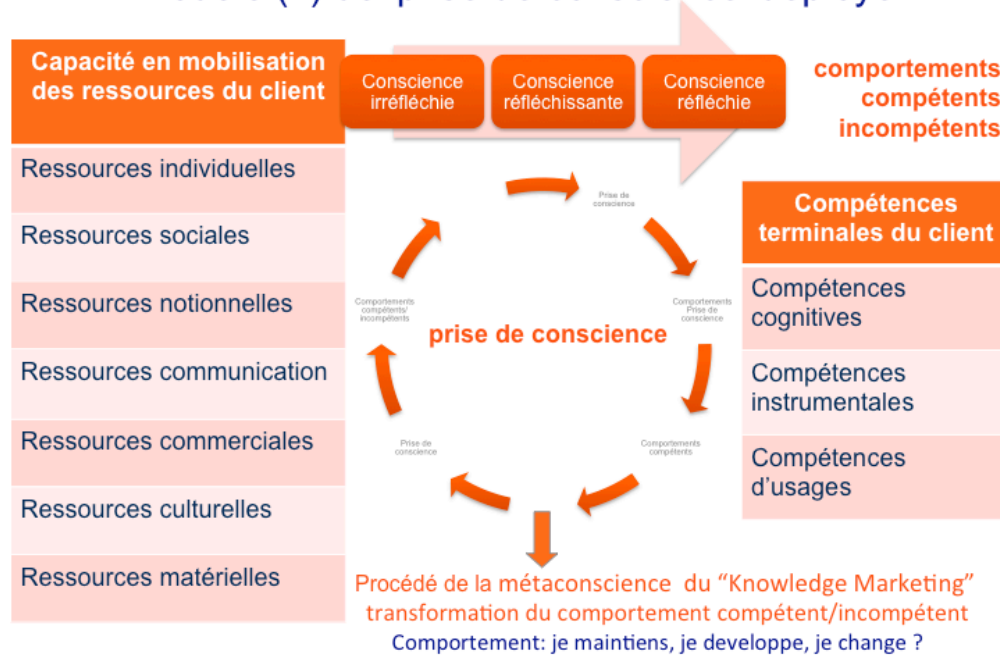 Capacité en mobilisation
des ressources du client
Ressources individuelles
Ressources sociales
Ressources notionnelles
Ressources communication
Ressources commerciales
Ressources culturelles
Ressources matérielles
Conscience
irréfléchie
Conscience
réfléchissante
Conscience
réfléchie
comportements
compétents
incompétents
Prise de
conscience
Comportements
Prise de
conscience
Comportements
compétents
Prise de
conscience
Comportements
compétents/
incompétents
prise de conscience
Compétences
terminales du client
Compétences
cognitives
Compétences
instrumentales
Compétences
d’usages
Procédé de la métaconscience du “Knowledge Marketing”
transformation du comportement compétent/incompétent
Comportement: je maintiens, je developpe, je change ?